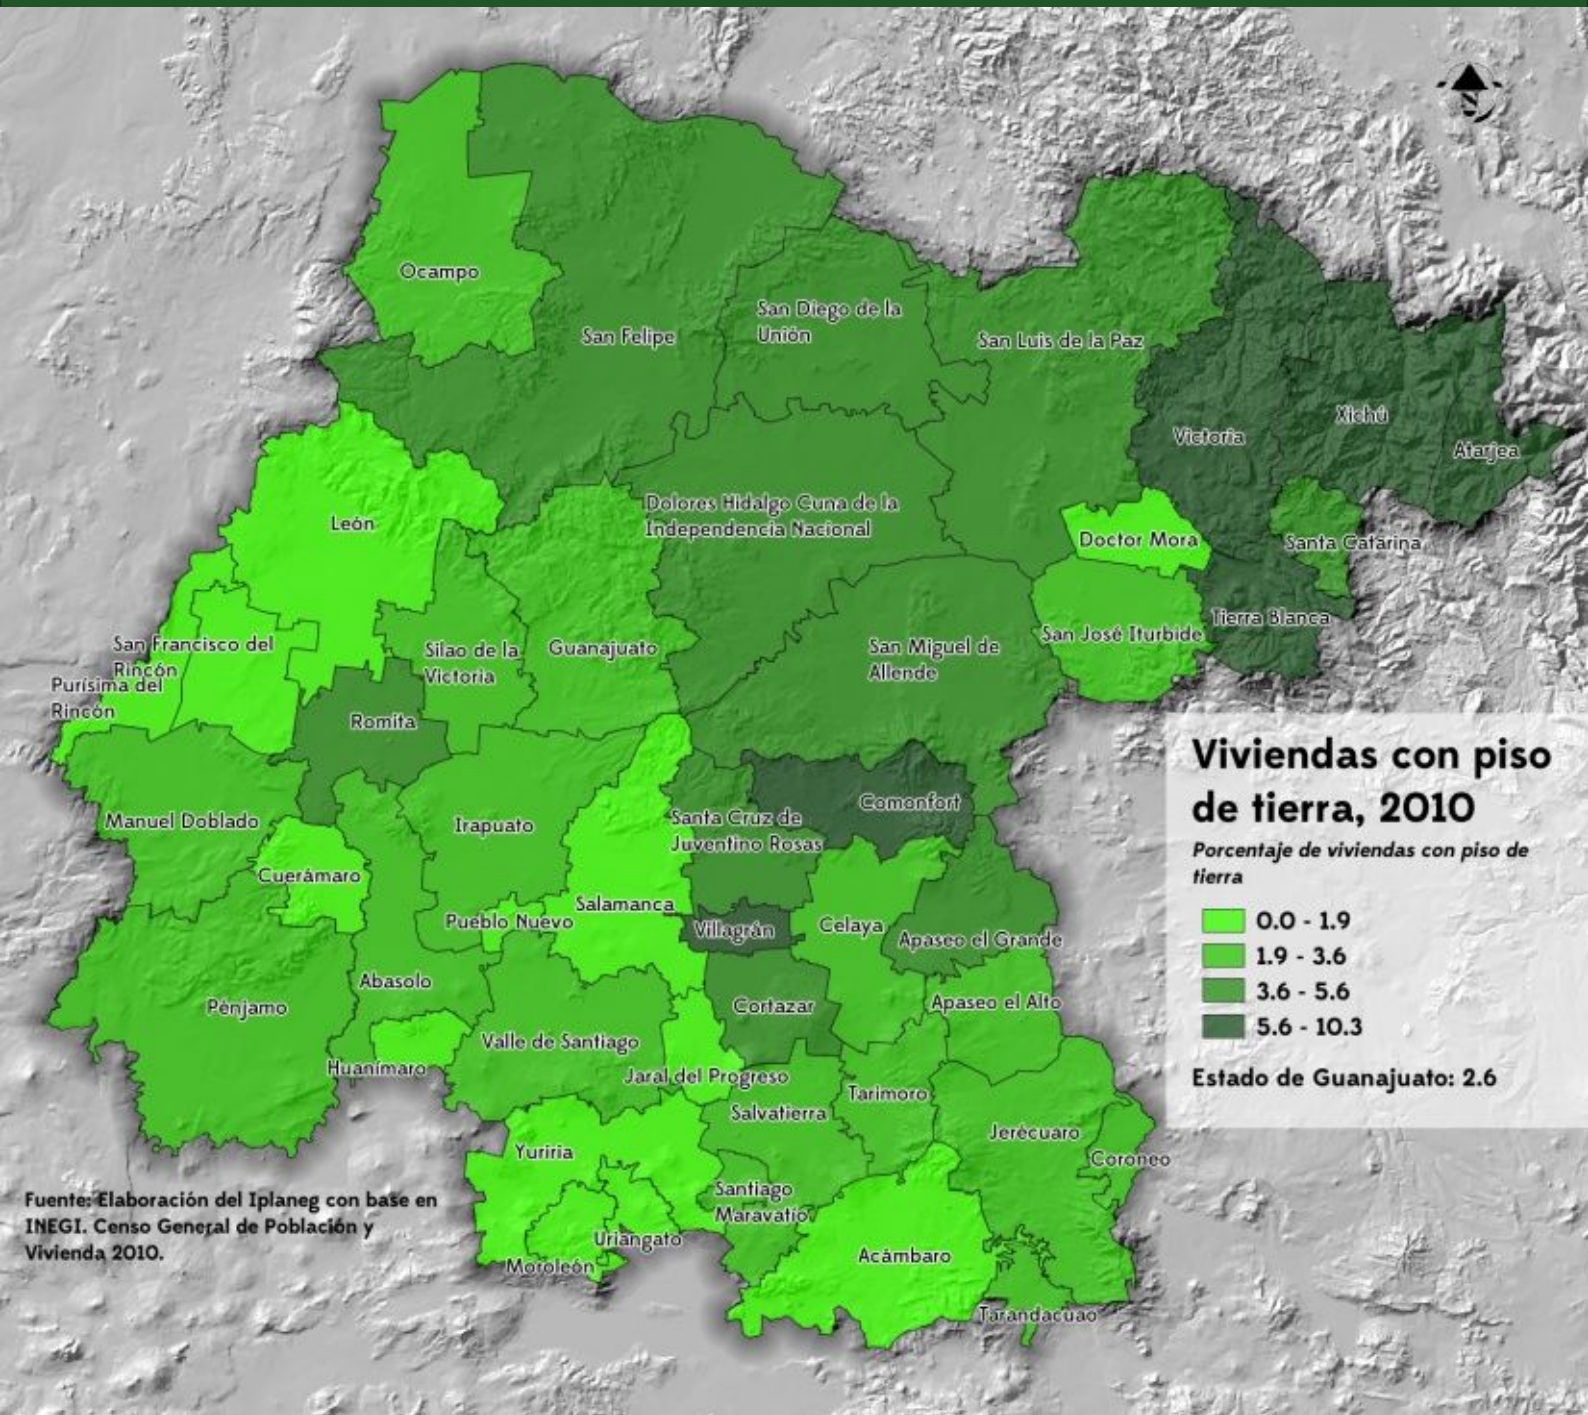 Ocampo
San Felipe
San Diego de la
Unión
San Luis de la Paz
Victoria
Xichú
Atarjea
León
Dolores Hidalgo Cuna de la
Independencia Nacional
Doctor Mora
Santa Catarina
Tierra Blanca
San José Iturbide
San Francisco del
Rincón
Purísima del
Rincón
Silao de la
Victoria
Guanajuato
San Miguel de
Allende
Romita
Manuel Doblado
Irapuato
Santa Cruz de
Juventino Rosas
Comonfort
Cuerámaro
Pueblo Nuevo
Salamanca
Villagrán
Celaya
Apaseo el Grande
Abasolo
Pénjamo
Cortazar
Apaseo el Alto
Valle de Santiago
Huanímaro
Jaral del Progreso
Tarimoro
Salvatierra
Jerécuaro
Coroneo
Yuriria
Santiago
Maravatío
Uriangato
Moroleón
Acámbaro
Tarandacuao
Viviendas con piso
de tierra, 2010
Porcentaje de viviendas con piso de
tierra
0.0 - 1.9
1.9 - 3.6
3.6 - 5.6
5.6 - 10.3
Estado de Guanajuato: 2.6
Fuente: Elaboración del Iplaneg con base en
INEGI. Censo General de Población y
Vivienda 2010.